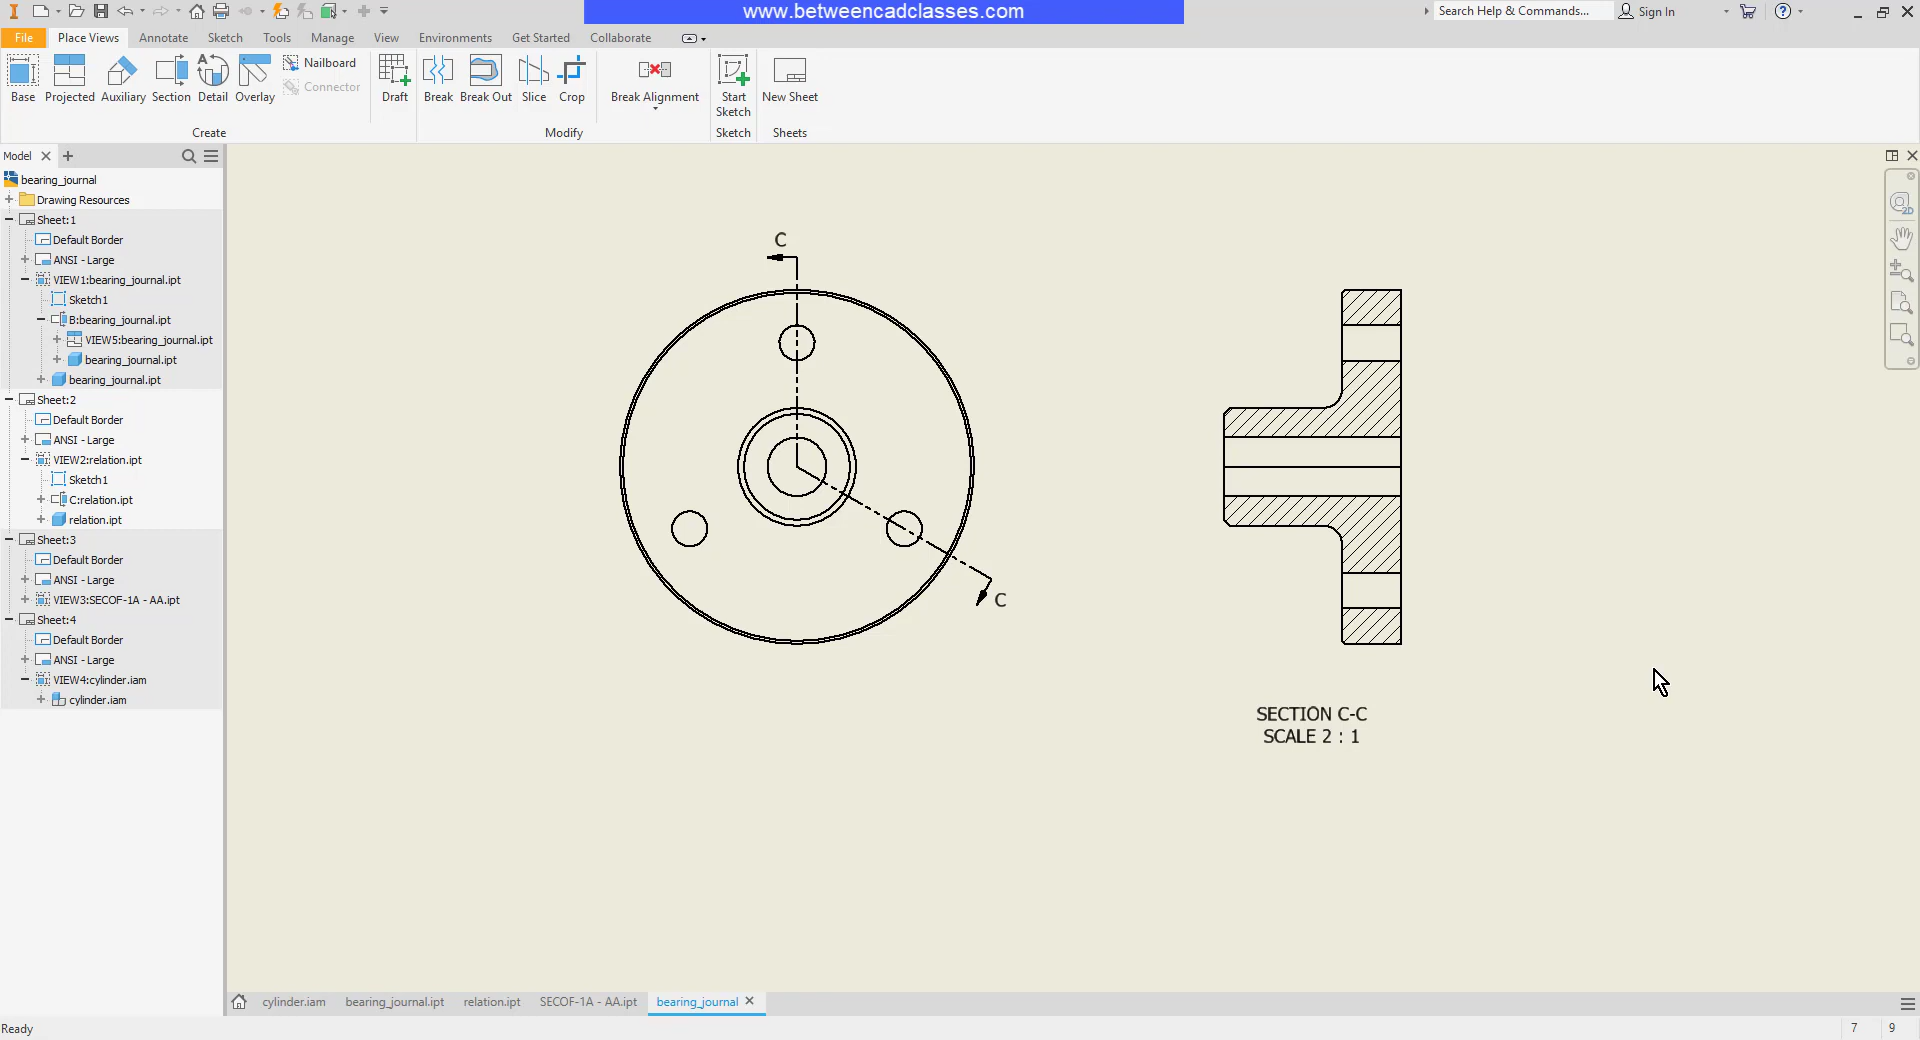 www.betweencadclasses.com
Search Help & Commands...
Sign In
File
Place Views
Annotate
Sketch
Tools
Manage
View
Environments
Get Started
Collaborate
Base
Projected
Auxiliary
Section
Detail
Overlay
Nailboard
Connector
Draft
Break
Break Out
Slice
Crop
Break Alignment
Start
Sketch
New Sheet
Create
Modify
Sketch
Sheets
Model
bearing_journal
Drawing Resources
Sheet:1
Default Border
ANSI - Large
VIEW1:bearing_journal.ipt
Sketch1
B:bearing_journal.ipt
VIEW5:bearing_journal.ipt
bearing_journal.ipt
bearing_journal.ipt
Sheet:2
Default Border
ANSI - Large
VIEW2:relation.ipt
Sketch1
C:relation.ipt
relation.ipt
Sheet:3
Default Border
ANSI - Large
VIEW3:SECOF-1A - AA.ipt
Sheet:4
Default Border
ANSI - Large
VIEW4:cylinder.iam
cylinder.iam
C
C
SECTION C-C
SCALE 2 : 1
2D
cylinder.iam
bearing_journal.ipt
relation.ipt
SECOF-1A - AA.ipt
bearing_journal
Ready
7
9